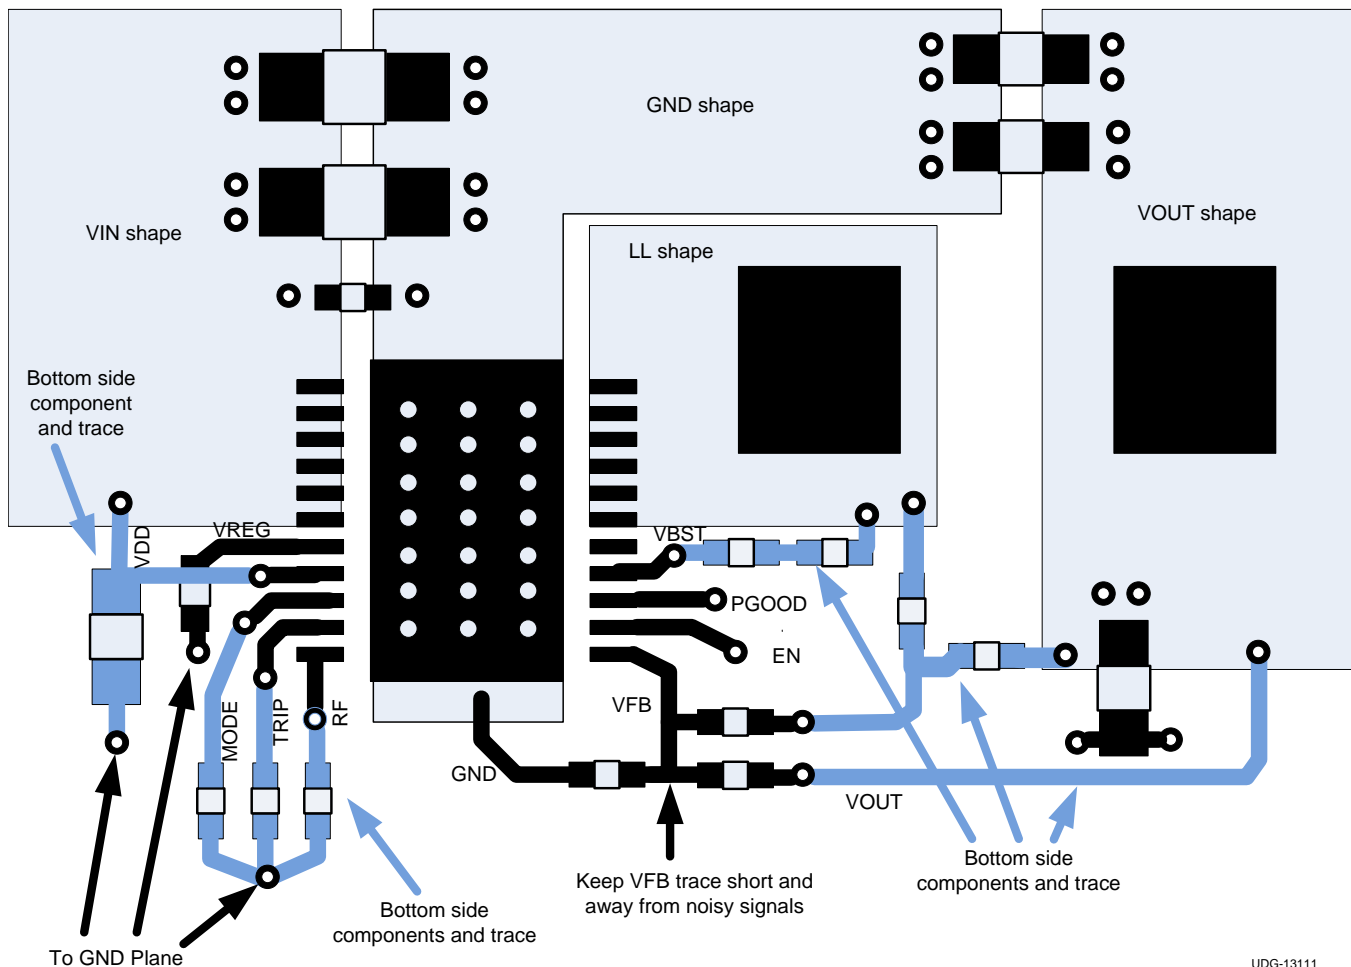 GND shape
VIN shape
VOUT shape
LL shape
Bottom side
component
and trace
VDD
VREG
VBST
PGOOD
EN
MODE
TRIP
RF
VFB
GND
VOUT
Keep VFB trace short and
away from noisy signals
Bottom side
components and trace
Bottom side
components and trace
To GND Plane
UDG-13111